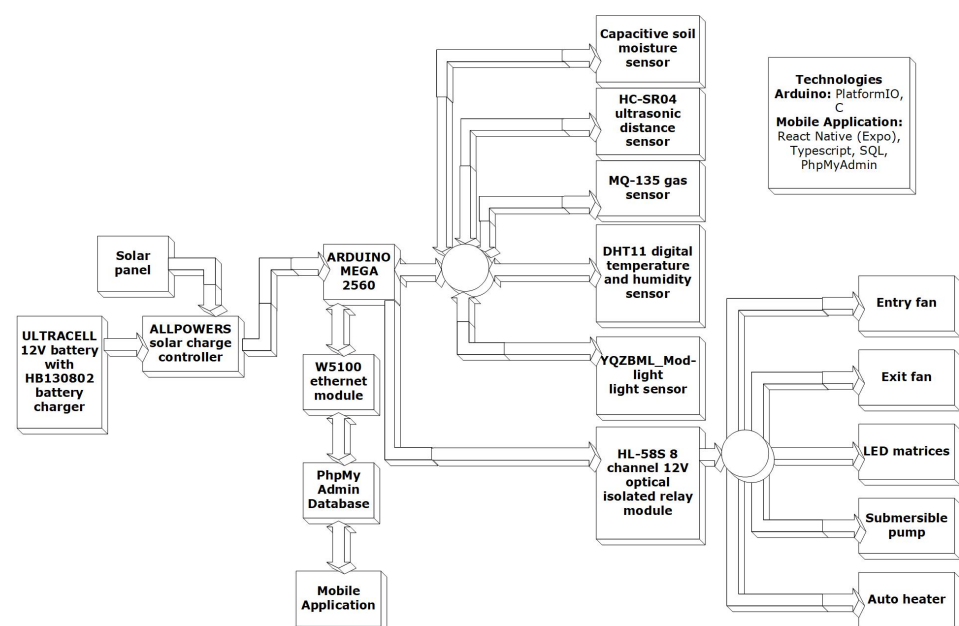 Capacitive soil
moisture
sensor
HC-SR04
ultrasonic
distance
sensor
MQ-135 gas
sensor
DHT11 digital
temperature
and humidity
sensor
YQZBML_Mod-
light
light sensor
HL-58S 8
channel 12V
optical
isolated relay
module
Technologies
Arduino: PlatformIO,
C
Mobile Application:
React Native (Expo),
Typescript, SQL,
PhpMyAdmin
Solar
panel
ULTRACELL
12V battery
with
HB130802
battery
charger
ALLPOWERS
solar charge
controller
ARDUINO
MEGA
2560
W5100
ethernet
module
PhpMy
Admin
Database
Mobile
Application
Entry fan
Exit fan
LED matrices
Submersible
pump
Auto heater